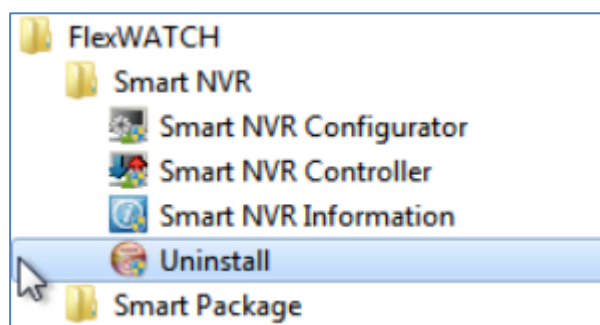 FlexWATCH
Smart NVR
Smart NVR Configurator
Smart NVR Controller
Smart NVR Information
Uninstall
Smart Package